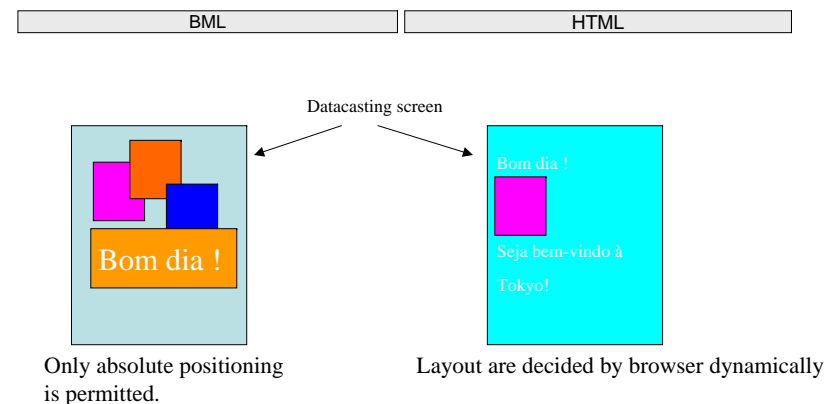 BML
HTML
Datacasting screen
Bom dia !
Bom dia !
Seja bem-vindo à
Tokyo!
Only absolute positioning
is permitted.
Layout are decided by browser dynamically